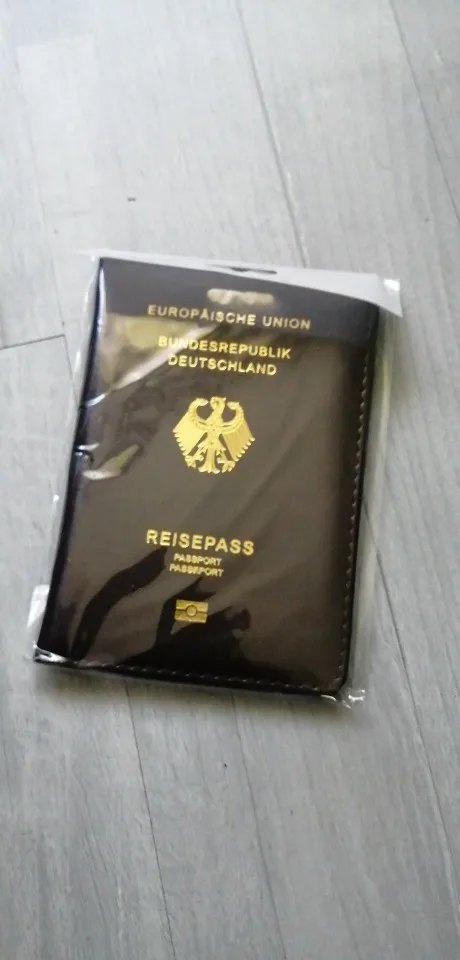 EUROPÄISCHE UNION
BUNDESREPUBLIK
DEUTSCHLAND
REISEPASS
PASSPORT
PASSEPORT